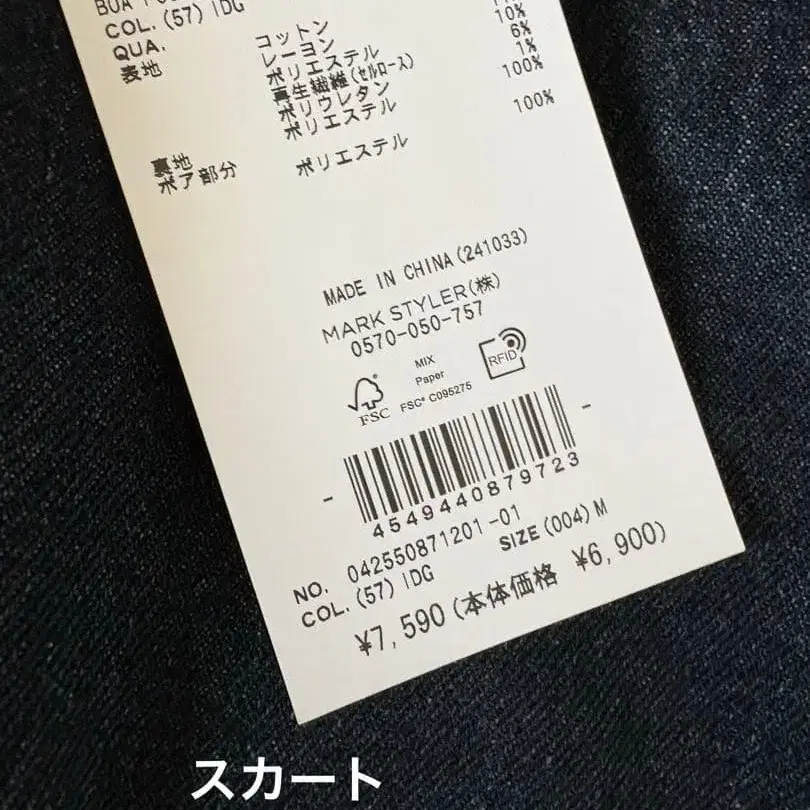 COL. (57) IDG
QUA.
表地
コットン
レーヨン
ポリエステル 10%
再生繊維(セルロース) 6%
ポリウレタン 1%
裏地 ポリエステル 100%
ボア部分 ポリエステル 100%
MADE IN CHINA(241033)
MARK STYLER(株)
0570-050-757
FSC
MIX
Paper
FSC® C095275
RFID
4549440879723
NO. 042550871201-01 SIZE(004)M
COL. (57) IDG
¥7,590(本体価格 ¥6,900)
スカート